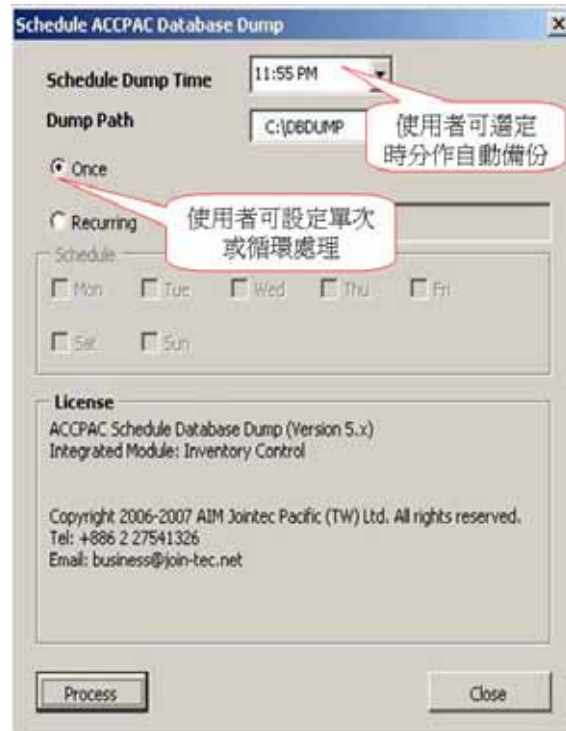 Schedule ACCPAC Database Dump
Schedule Dump Time
11:55 PM
Dump Path
C:\DBDUMP
使用者可選定
時分作自動備份
Once
Recurring
使用者可設定單次
或循環處理
Schedule
Mon Tue Wed Thu Fri
Sat Sun
License
ACCPAC Schedule Database Dump (Version 5.x)
Integrated Module: Inventory Control
Copyright 2006-2007 AIM Jointec Pacific (TW) Ltd. All rights reserved.
Tel: +886 2 27541326
Email: business@join-tec.net
Process
Close